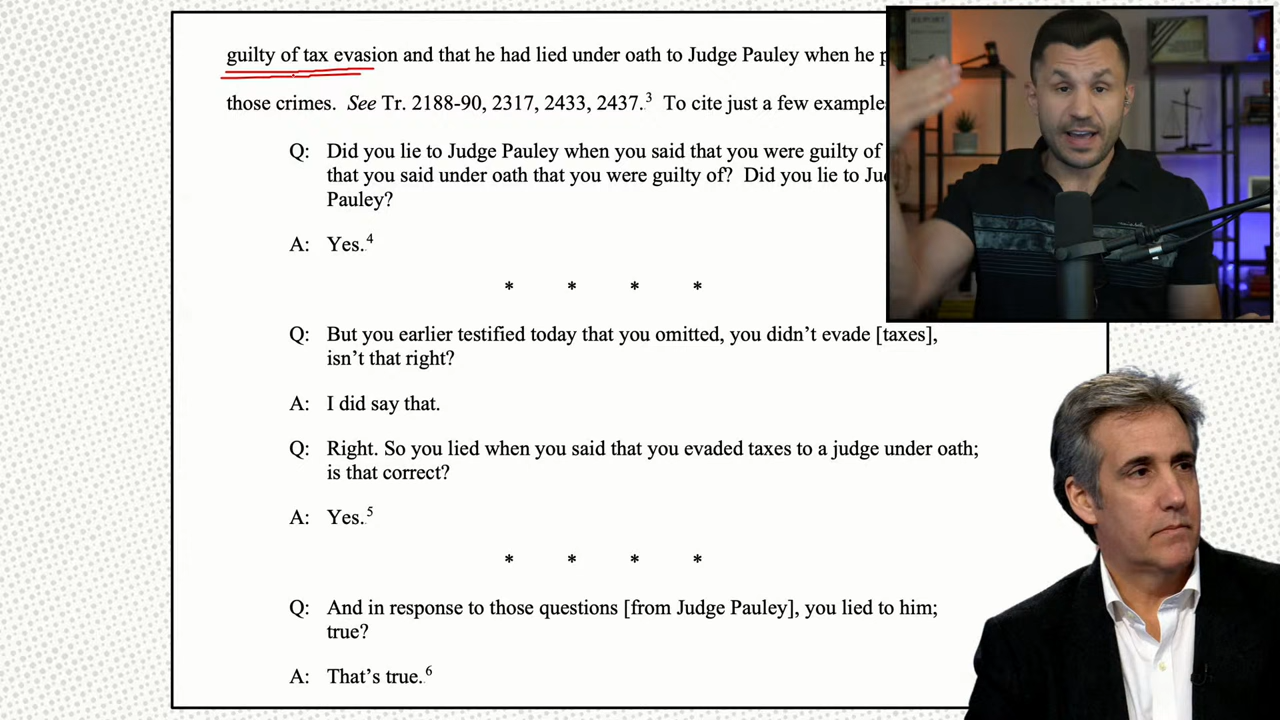 guilty of tax evasion and that he had lied under oath to Judge Pauley when he
those crimes. See Tr. 2188-90, 2317, 2433, 2437.3 To cite just a few
Q: Did you lie to Judge Pauley when you said that you were guilty of
that you said under oath that you were guilty of? Did you lie to
Pauley?
A: Yes.4
* * * *
Q: But you earlier testified today that you omitted, you didn’t evade [taxes],
isn’t that right?
A: I did say that.
Q: Right. So you lied when you said that you evaded taxes to a judge under oath;
is that correct?
A: Yes.5
* * * *
Q: And in response to those questions [from Judge Pauley], you lied to him;
true?
A: That’s true.6